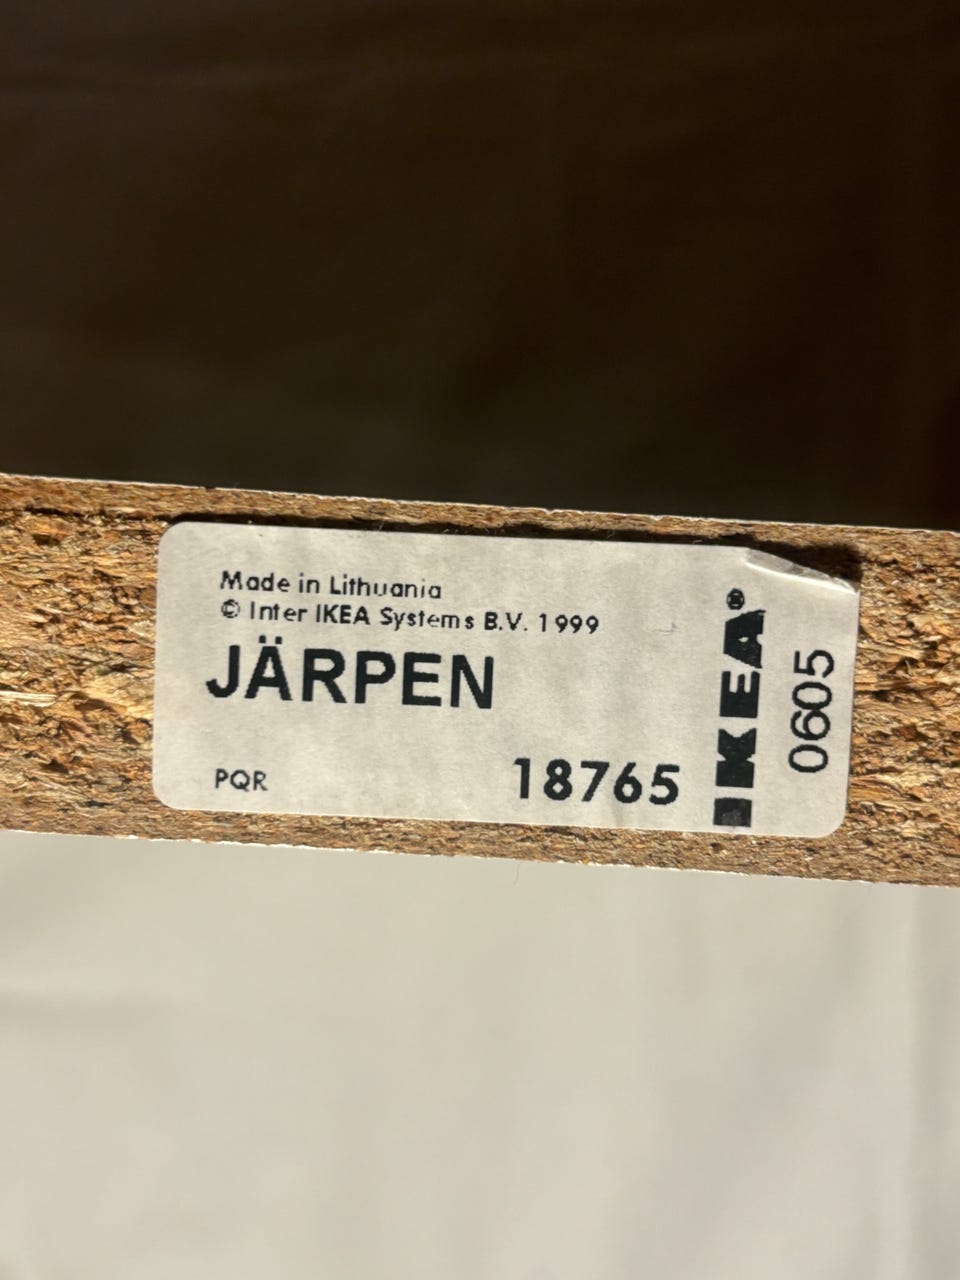 Made in Lithuania
© Inter IKEA Systems B.V. 1999
JÄRPEN
PQR
18765
IKEA®
0605